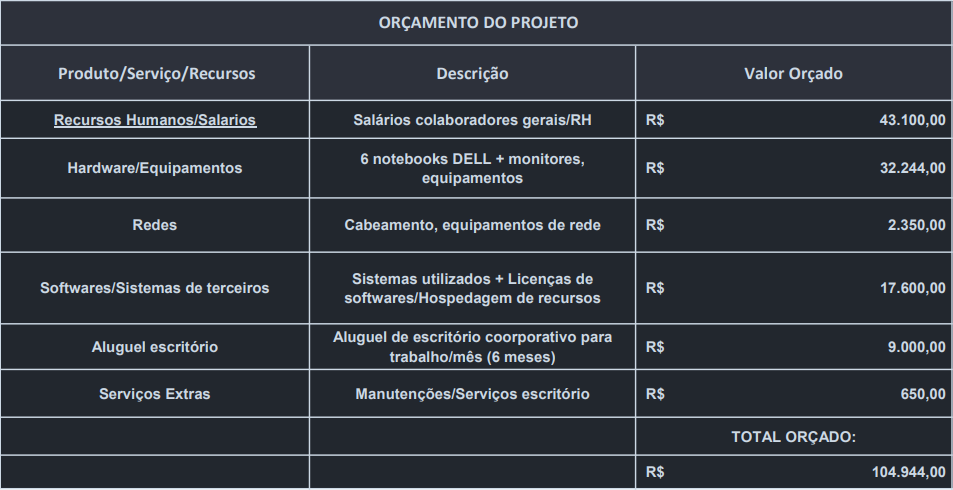 ORÇAMENTO DO PROJETO
Produto/Serviço/Recursos Descrição Valor Orçado
Recursos Humanos/Salarios Salários colaboradores gerais/RH R$ 43.100,00
Hardware/Equipamentos 6 notebooks DELL + monitores,
equipamentos R$ 32.244,00
Redes Cabeamento, equipamentos de rede R$ 2.350,00
Softwares/Sistemas de terceiros Sistemas utilizados + Licenças de
softwares/Hospedagem de recursos R$ 17.600,00
Aluguel escritório Aluguel de escritório coorporativo para
trabalho/mês (6 meses) R$ 9.000,00
Serviços Extras Manutenções/Serviços escritório R$ 650,00
TOTAL ORÇADO:
R$ 104.944,00